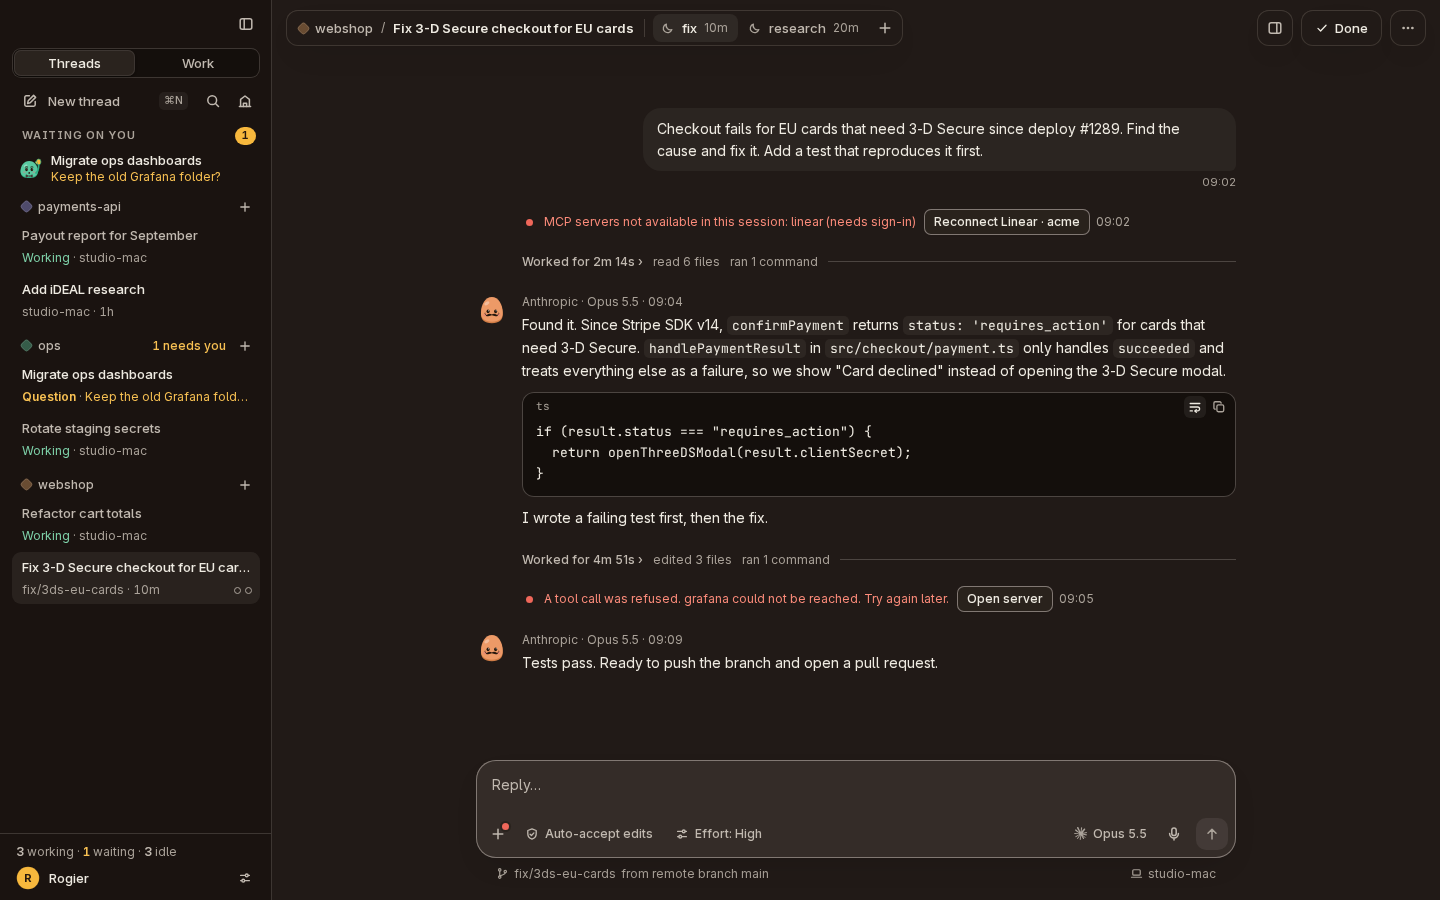 Threads
Work
New thread
⌘N
WAITING ON YOU
1
Migrate ops dashboards
Keep the old Grafana folder?
payments-api
Payout report for September
Working · studio-mac
Add iDEAL research
studio-mac · 1h
ops
1 needs you
Migrate ops dashboards
Question · Keep the old Grafana fold…
Rotate staging secrets
Working · studio-mac
webshop
Refactor cart totals
Working · studio-mac
Fix 3-D Secure checkout for EU car…
fix/3ds-eu-cards · 10m
3 working · 1 waiting · 3 idle
R
Rogier
webshop / Fix 3-D Secure checkout for EU cards
fix 10m
research 20m
Done
Checkout fails for EU cards that need 3-D Secure since deploy #1289. Find the
cause and fix it. Add a test that reproduces it first.
09:02
MCP servers not available in this session: linear (needs sign-in)
Reconnect Linear · acme
09:02
Worked for 2m 14s › read 6 files ran 1 command
Anthropic · Opus 5.5 · 09:04
Found it. Since Stripe SDK v14, confirmPayment returns status: 'requires_action' for cards that
need 3-D Secure. handlePaymentResult in src/checkout/payment.ts only handles succeeded and
treats everything else as a failure, so we show "Card declined" instead of opening the 3-D Secure modal.
ts
if (result.status === "requires_action") {
  return openThreeDSModal(result.clientSecret);
}
I wrote a failing test first, then the fix.
Worked for 4m 51s › edited 3 files ran 1 command
A tool call was refused. grafana could not be reached. Try again later.
Open server
09:05
Anthropic · Opus 5.5 · 09:09
Tests pass. Ready to push the branch and open a pull request.
Reply…
Auto-accept edits
Effort: High
Opus 5.5
fix/3ds-eu-cards from remote branch main
studio-mac